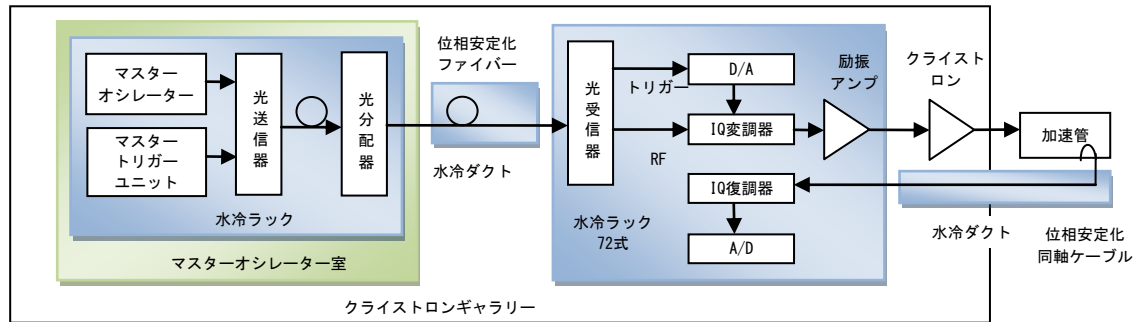 マスター
オシレーター
マスター
トリガー
ユニット
光送信器
光分配器
水冷ラック
マスターオシレーター室
位相安定化
ファイバー
水冷ダクト
光受信器
トリガー
RF
D/A
IQ変調器
IQ復調器
A/D
水冷ラック
72式
励振
アンプ
クライスト
ロン
加速管
水冷ダクト
位相安定化
同軸ケーブル
クライストロンギャラリー